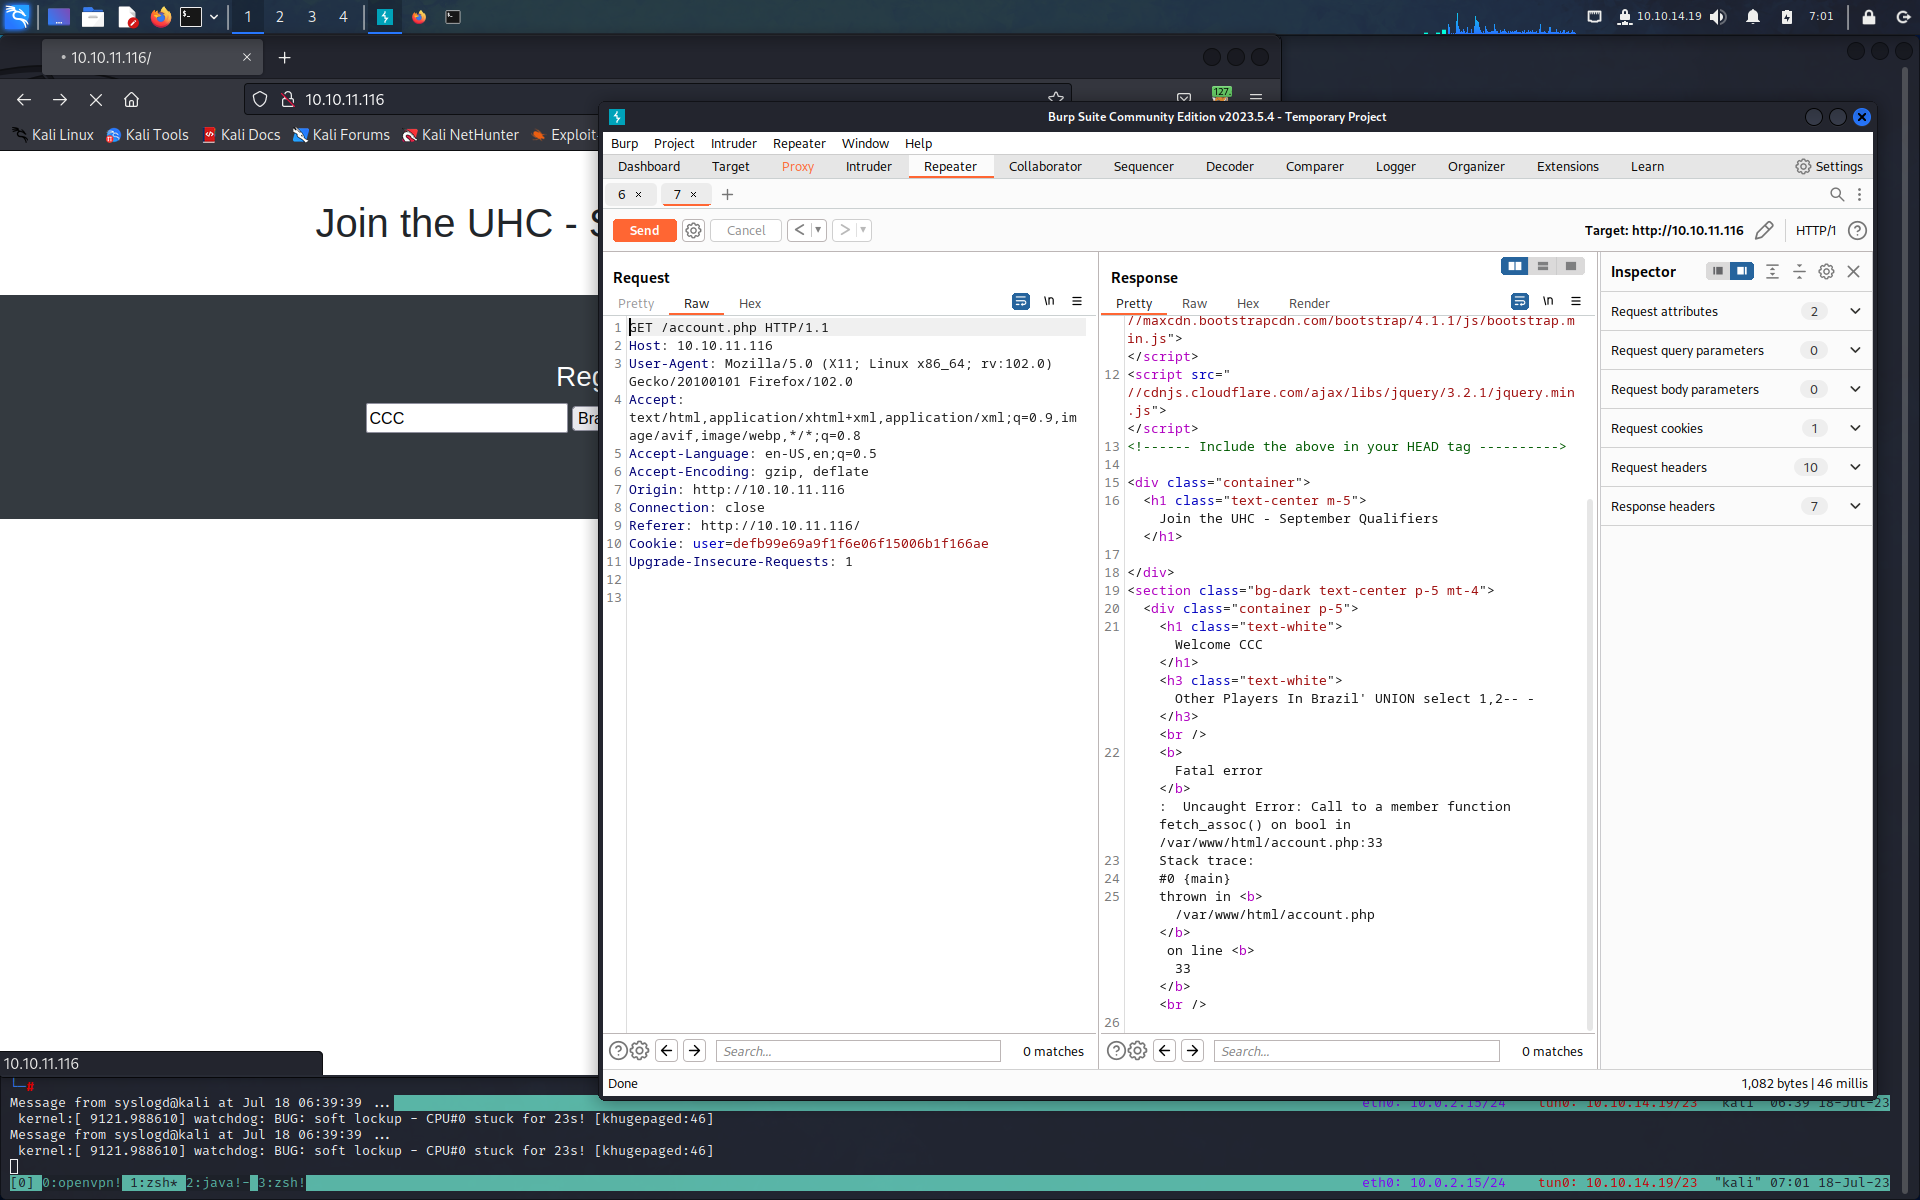 1 2 3 4
10.10.14.19 7:01
10.10.11.116/
10.10.11.116
127.
Kali Linux Kali Tools Kali Docs Kali Forums Kali NetHunter Exploit
Join the UHC - S
Reg
CCC Bra
10.10.11.116
Burp Suite Community Edition v2023.5.4 - Temporary Project
Burp Project Intruder Repeater Window Help
Dashboard Target Proxy Intruder Repeater Collaborator Sequencer Decoder Comparer Logger Organizer Extensions Learn Settings
6 × 7 × +
Send Cancel < > Target: http://10.10.11.116 HTTP/1
Request
Pretty Raw Hex \n
1 GET /account.php HTTP/1.1
2 Host: 10.10.11.116
3 User-Agent: Mozilla/5.0 (X11; Linux x86_64; rv:102.0)
Gecko/20100101 Firefox/102.0
4 Accept:
text/html,application/xhtml+xml,application/xml;q=0.9,im
age/avif,image/webp,*/*;q=0.8
5 Accept-Language: en-US,en;q=0.5
6 Accept-Encoding: gzip, deflate
7 Origin: http://10.10.11.116
8 Connection: close
9 Referer: http://10.10.11.116/
10 Cookie: user=defb99e69a9f1f6e06f15006b1f166ae
11 Upgrade-Insecure-Requests: 1
12
13
Search... 0 matches
Response
Pretty Raw Hex Render \n
//maxcdn.bootstrapcdn.com/bootstrap/4.1.1/js/bootstrap.m
in.js">
</script>
12 <script src="
//cdnjs.cloudflare.com/ajax/libs/jquery/3.2.1/jquery.min
.js">
</script>
13 <!------ Include the above in your HEAD tag ---------->
14
15 <div class="container">
16 <h1 class="text-center m-5">
Join the UHC - September Qualifiers
</h1>
17
18 </div>
19 <section class="bg-dark text-center p-5 mt-4">
20 <div class="container p-5">
21 <h1 class="text-white">
Welcome CCC
</h1>
<h3 class="text-white">
Other Players In Brazil' UNION select 1,2-- -
</h3>
<br />
22 <b>
Fatal error
</b>
:  Uncaught Error: Call to a member function
fetch_assoc() on bool in
/var/www/html/account.php:33
23 Stack trace:
24 #0 {main}
25 thrown in <b>
/var/www/html/account.php
</b>
on line <b>
33
</b>
<br />
26
Search... 0 matches
Inspector
Request attributes 2
Request query parameters 0
Request body parameters 0
Request cookies 1
Request headers 10
Response headers 7
Done 1,082 bytes | 46 millis
#
Message from syslogd@kali at Jul 18 06:39:39 ... eth0: 10.0.2.15/24 tun0: 10.10.14.19/23 "kali" 06:39 18-Jul-23
kernel:[ 9121.988610] watchdog: BUG: soft lockup - CPU#0 stuck for 23s! [khugepaged:46]
Message from syslogd@kali at Jul 18 06:39:39 ...
kernel:[ 9121.988610] watchdog: BUG: soft lockup - CPU#0 stuck for 23s! [khugepaged:46]
[0] 0:openvpn! 1:zsh* 2:java!- 3:zsh! eth0: 10.0.2.15/24 tun0: 10.10.14.19/23 "kali" 07:01 18-Jul-23